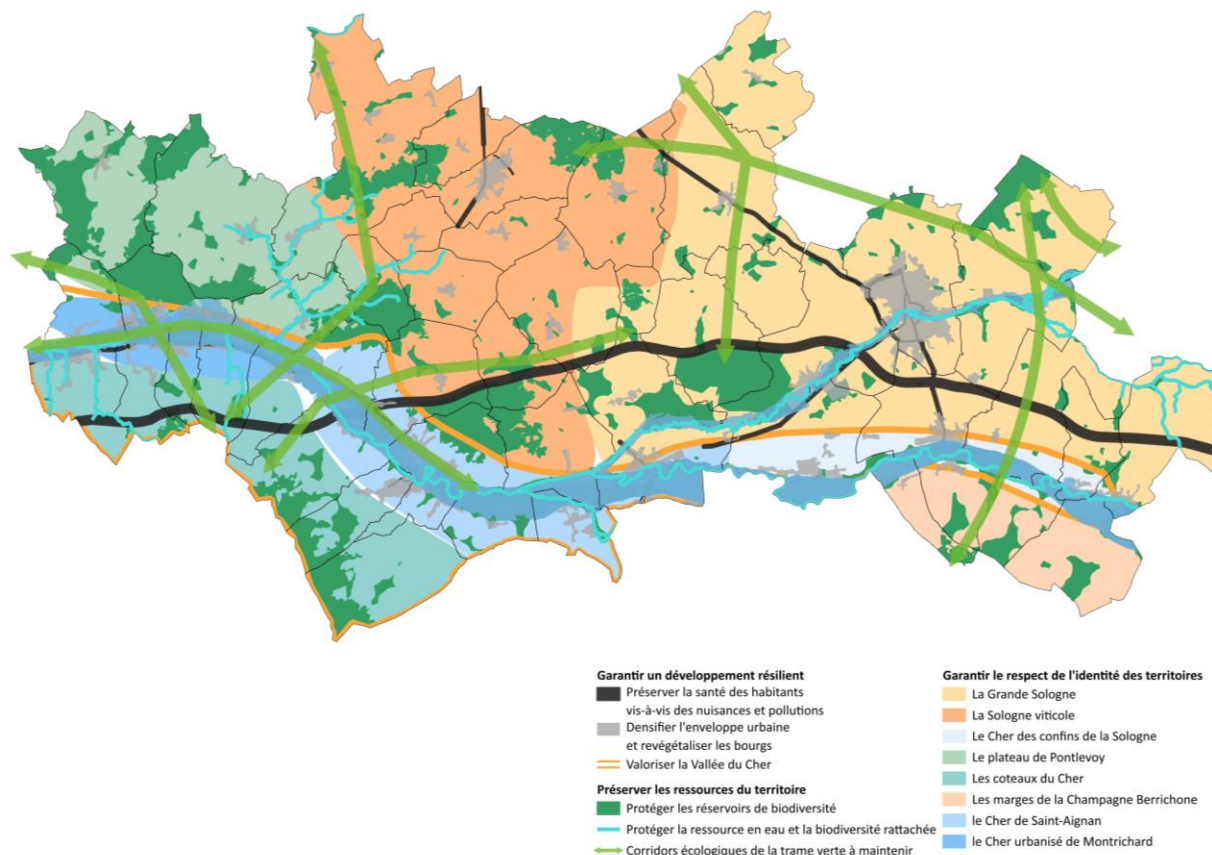 Garantir un développement résilient
Préserver la santé des habitants
vis-à-vis des nuisances et pollutions
Densifier l'enveloppe urbaine
et revégétaliser les bourgs
Valoriser la Vallée du Cher
Préserver les ressources du territoire
Protéger les réservoirs de biodiversité
Protéger la ressource en eau et la biodiversité rattachée
Corridors écologiques de la trame verte à maintenir
Garantir le respect de l'identité des territoires
La Grande Sologne
La Sologne viticole
Le Cher des confins de la Sologne
Le plateau de Pontlevoy
Les coteaux du Cher
Les marges de la Champagne Berrichone
le Cher de Saint-Aignan
le Cher urbanisé de Montrichard